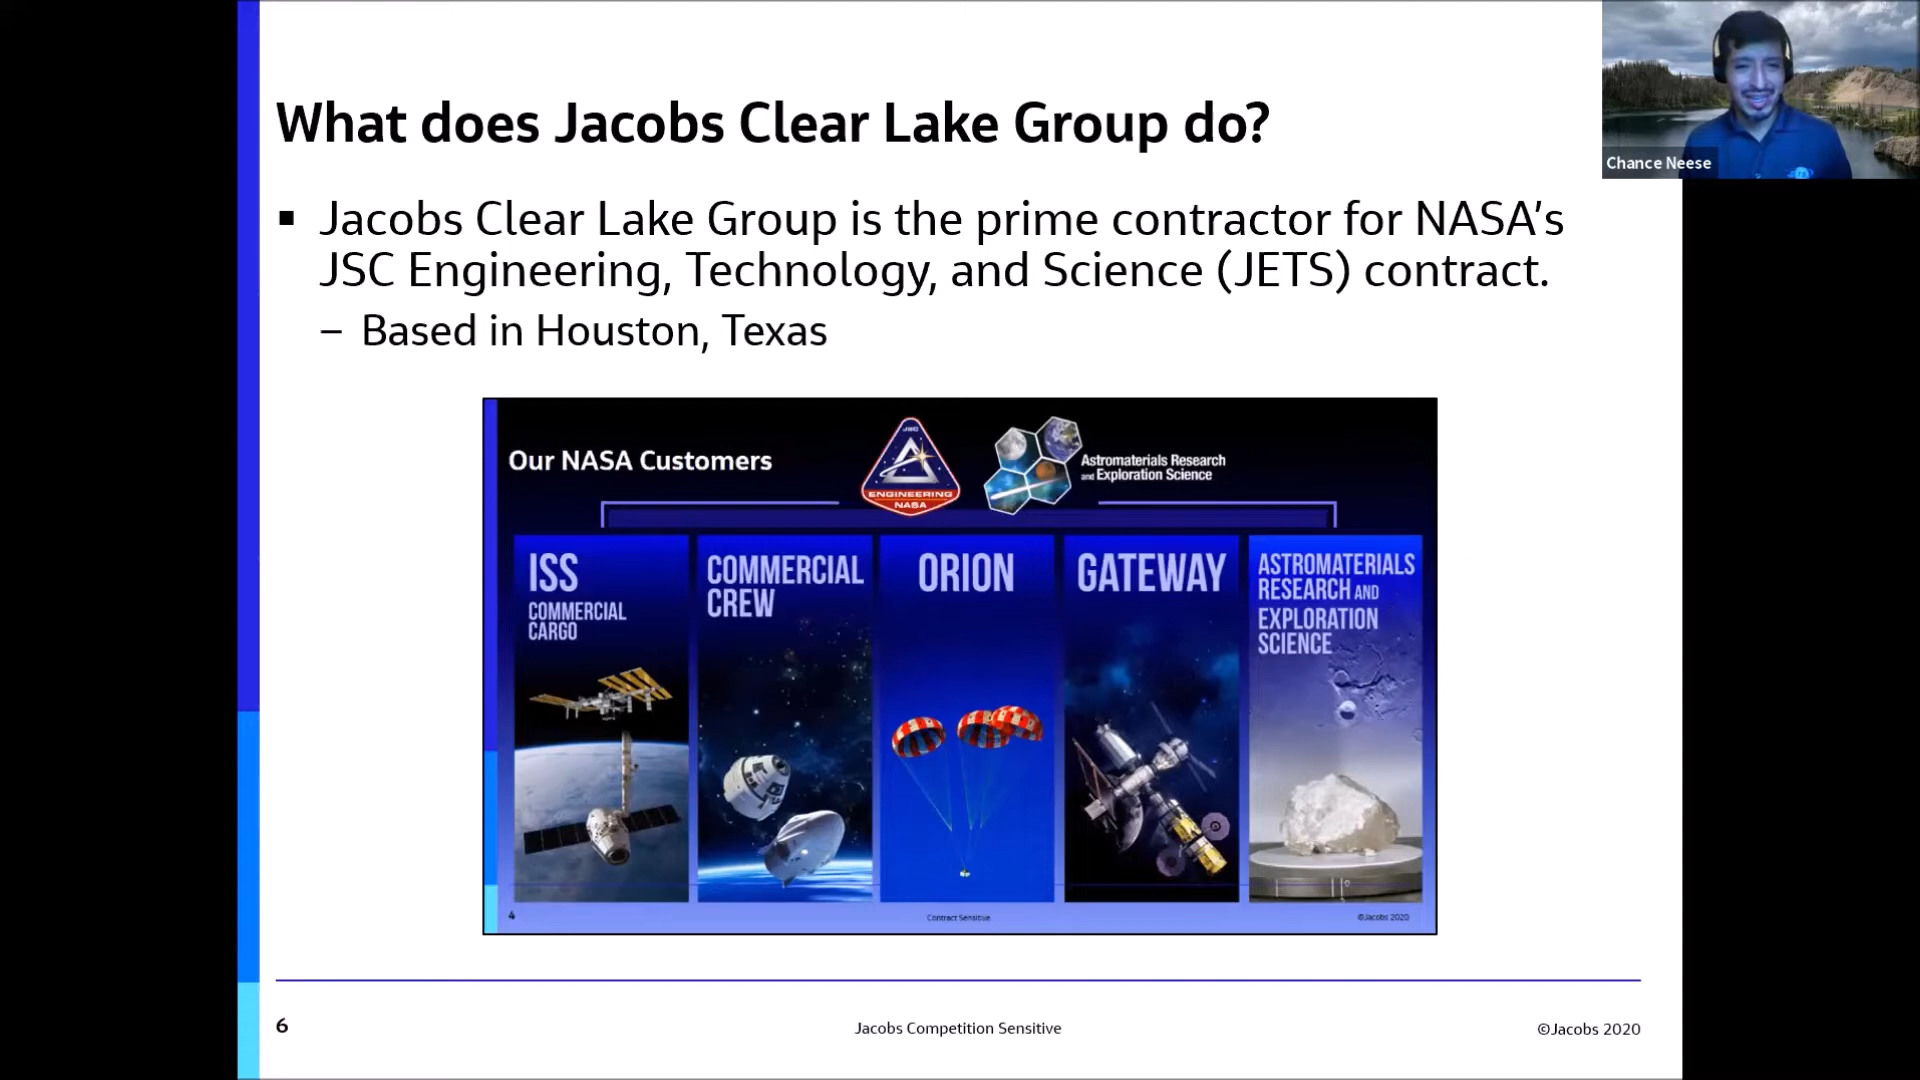 What does Jacobs Clear Lake Group do?
Chance Neese
▪ Jacobs Clear Lake Group is the prime contractor for NASA’s
JSC Engineering, Technology, and Science (JETS) contract.
– Based in Houston, Texas
Our NASA Customers
JSC
ENGINEERING
NASA
Astromaterials Research
and Exploration Science
ISS
COMMERCIAL
CARGO
COMMERCIAL
CREW
ORION
GATEWAY
ASTROMATERIALS
RESEARCH AND
EXPLORATION
SCIENCE
4
Contract Sensitive
©Jacobs 2020
6
Jacobs Competition Sensitive
©Jacobs 2020